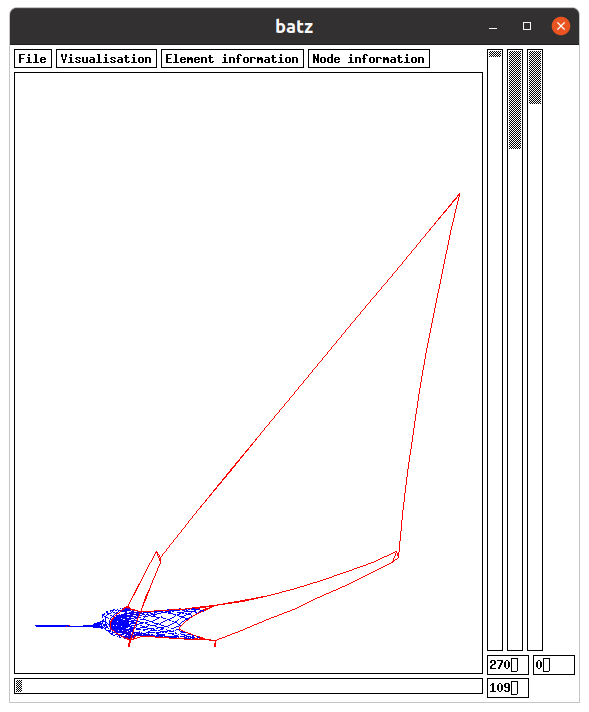 batz
File Visualisation Element information Node information
270 0
109